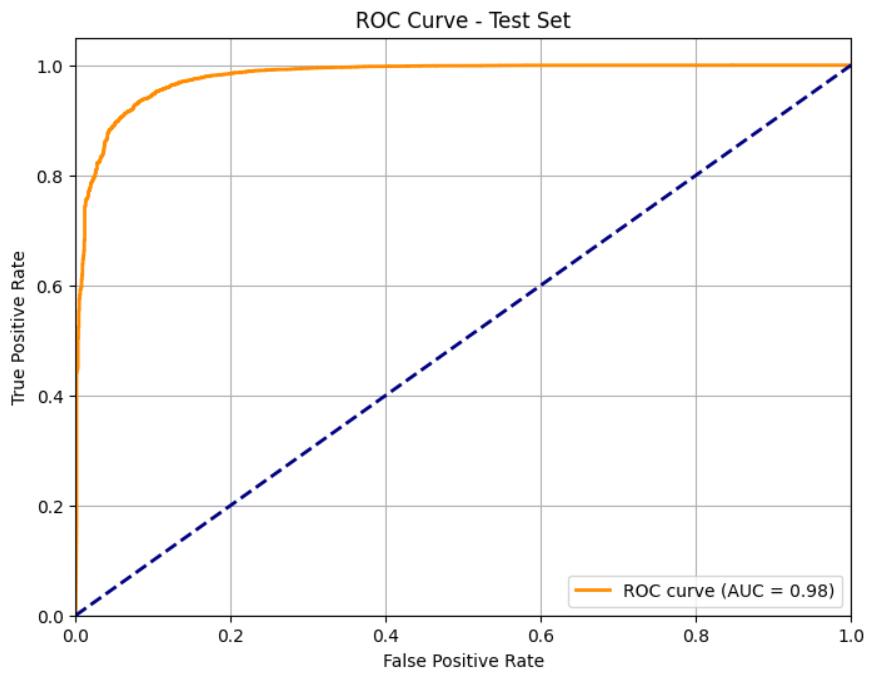 ROC Curve - Test Set
True Positive Rate
1.0
0.8
0.6
0.4
0.2
0.0
ROC curve (AUC = 0.98)
0.0 0.2 0.4 0.6 0.8 1.0
False Positive Rate